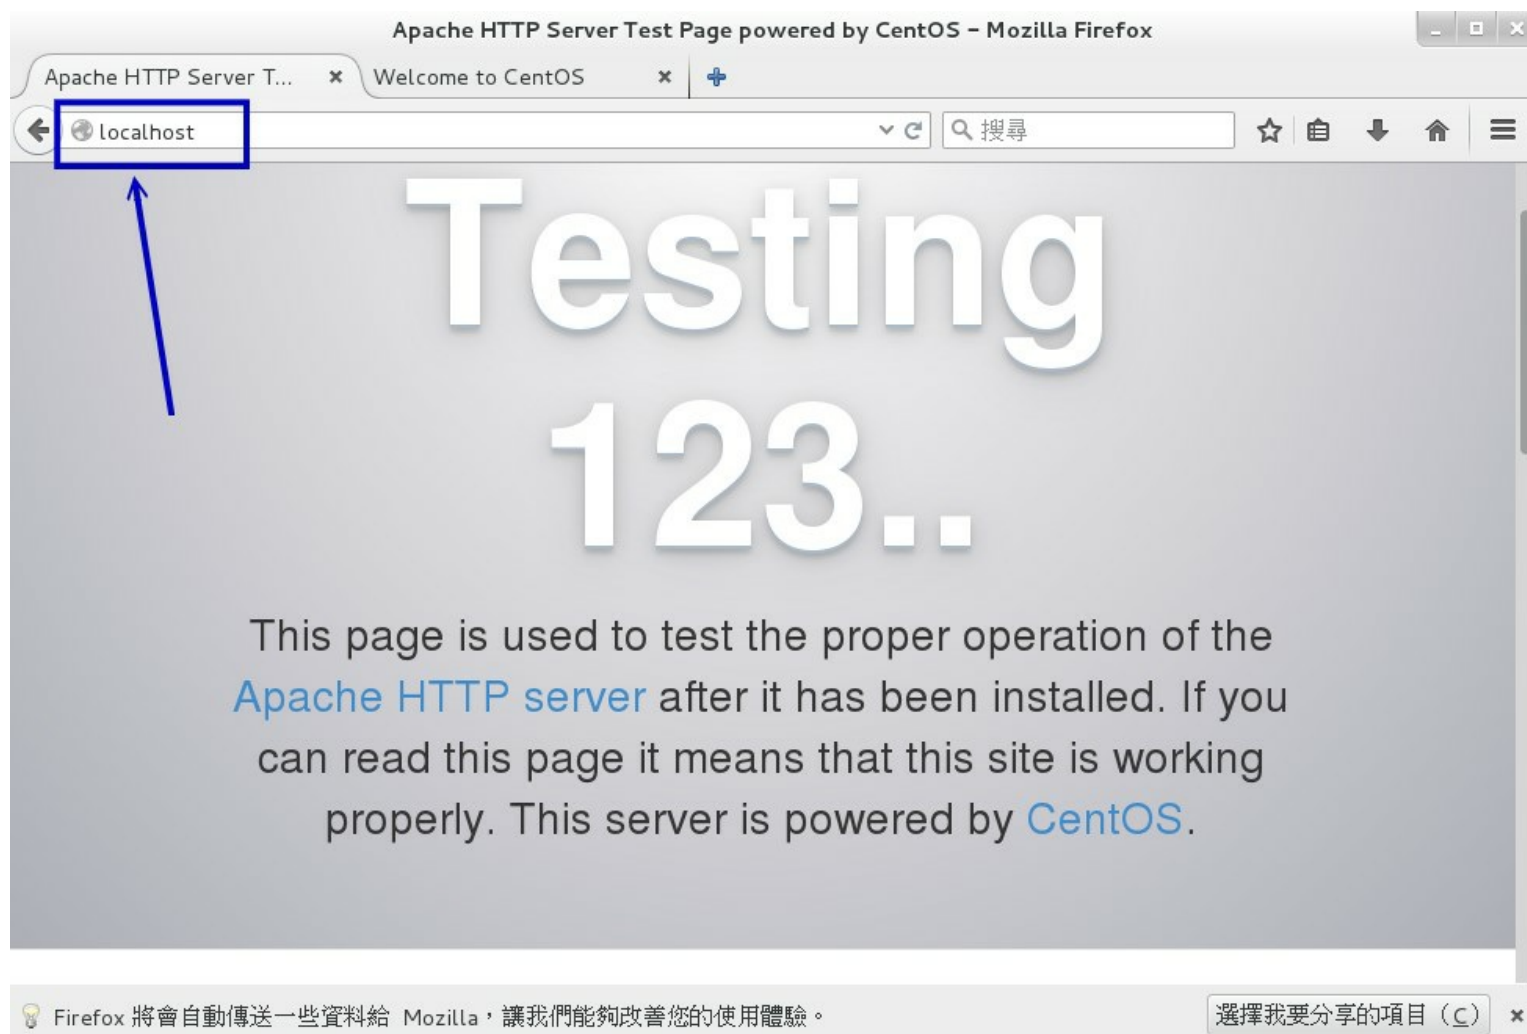 Apache HTTP Server Test Page powered by CentOS – Mozilla Firefox
Apache HTTP Server T... Welcome to CentOS
localhost 搜尋
Testing
123..
This page is used to test the proper operation of the
Apache HTTP server after it has been installed. If you
can read this page it means that this site is working
properly. This server is powered by CentOS.
Firefox 將會自動傳送一些資料給 Mozilla，讓我們能夠改善您的使用體驗。 選擇我要分享的項目（C）